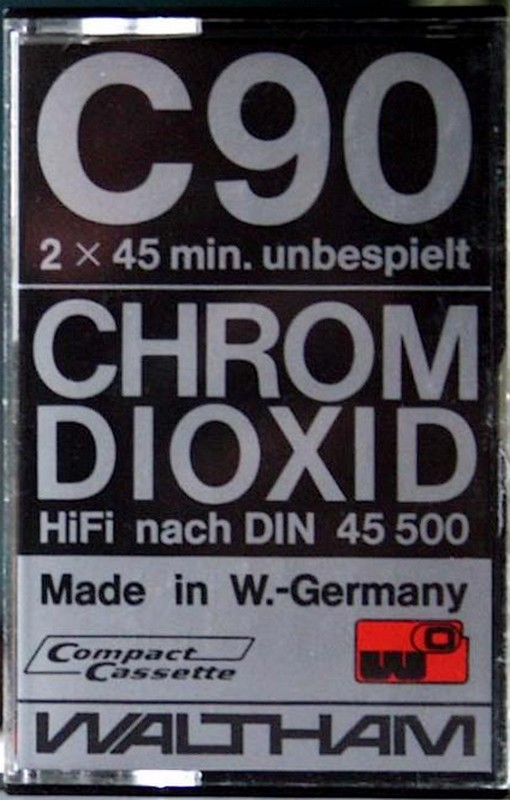 C90
2 × 45 min. unbespielt
CHROM
DIOXID
HiFi nach DIN 45 500
Made in W.-Germany
Compact
Cassette
WALTHAM